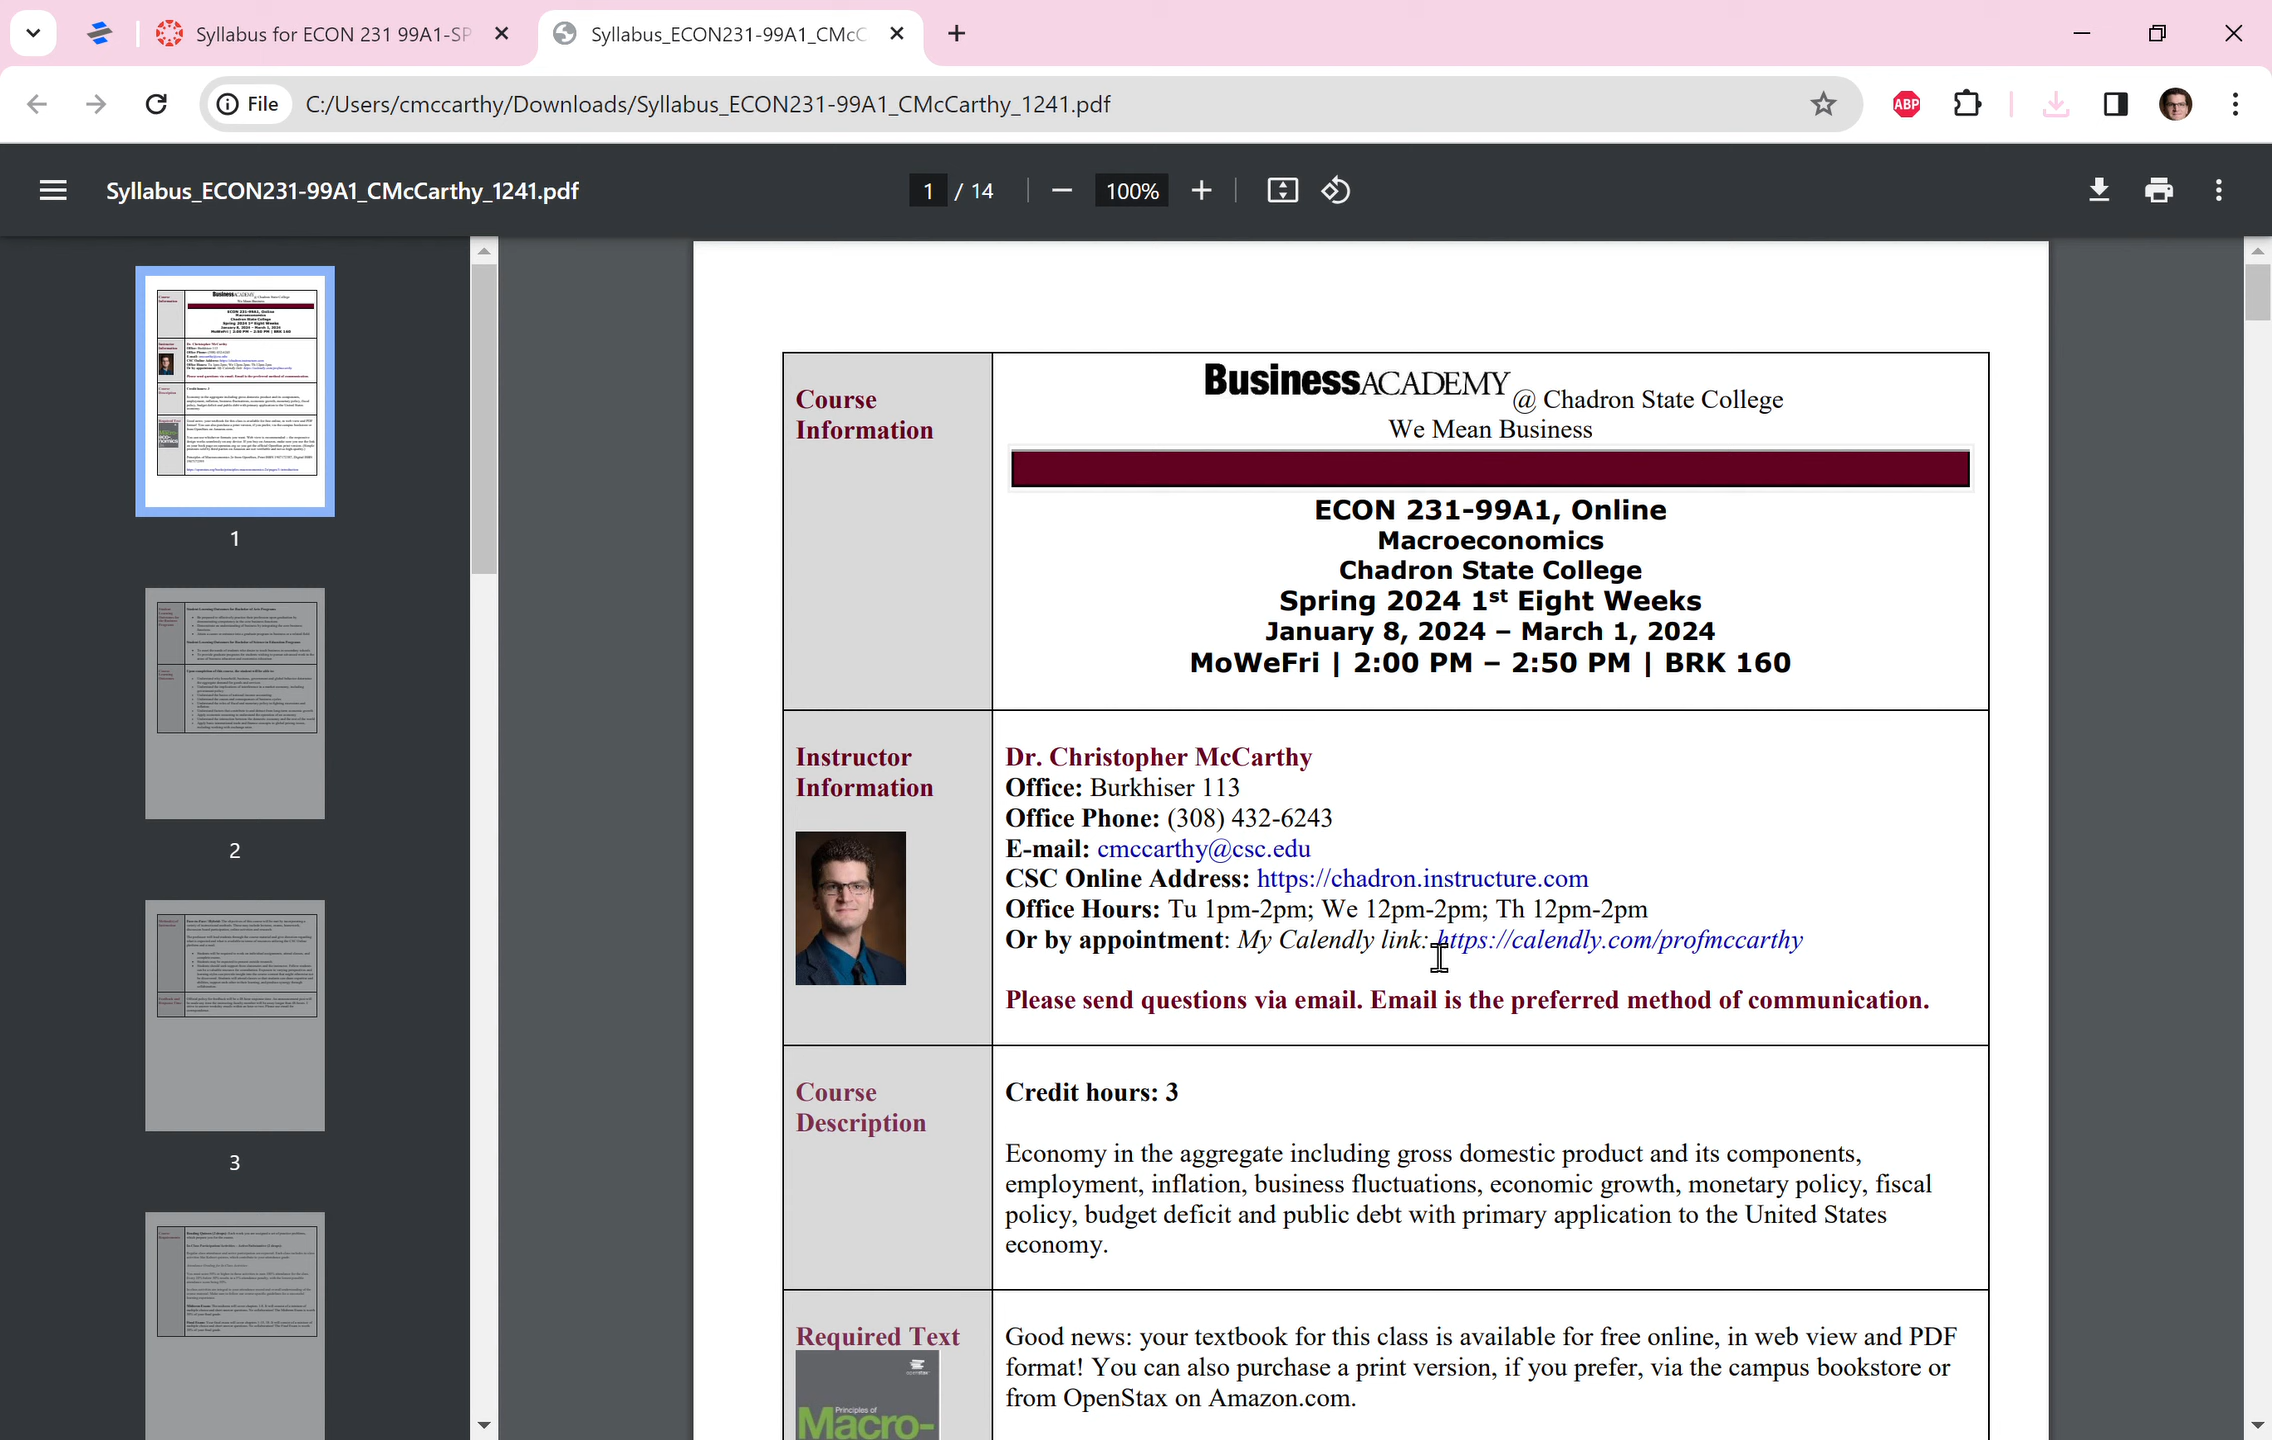 Syllabus for ECON 231 99A1-SP
Syllabus_ECON231-99A1_CMcC
File
C:/Users/cmccarthy/Downloads/Syllabus_ECON231-99A1_CMcCarthy_1241.pdf
ABP
Syllabus_ECON231-99A1_CMcCarthy_1241.pdf
1 / 14
100%
1
2
3
Course
Information
BusinessACADEMY @ Chadron State College
We Mean Business
ECON 231-99A1, Online
Macroeconomics
Chadron State College
Spring 2024 1st Eight Weeks
January 8, 2024 – March 1, 2024
MoWeFri | 2:00 PM – 2:50 PM | BRK 160
Instructor
Information
Dr. Christopher McCarthy
Office: Burkhiser 113
Office Phone: (308) 432-6243
E-mail: cmccarthy@csc.edu
CSC Online Address: https://chadron.instructure.com
Office Hours: Tu 1pm-2pm; We 12pm-2pm; Th 12pm-2pm
Or by appointment: My Calendly link: https://calendly.com/profmccarthy
Please send questions via email. Email is the preferred method of communication.
Course
Description
Credit hours: 3
Economy in the aggregate including gross domestic product and its components,
employment, inflation, business fluctuations, economic growth, monetary policy, fiscal
policy, budget deficit and public debt with primary application to the United States
economy.
Required Text
Principles of
Macro-
Good news: your textbook for this class is available for free online, in web view and PDF
format! You can also purchase a print version, if you prefer, via the campus bookstore or
from OpenStax on Amazon.com.